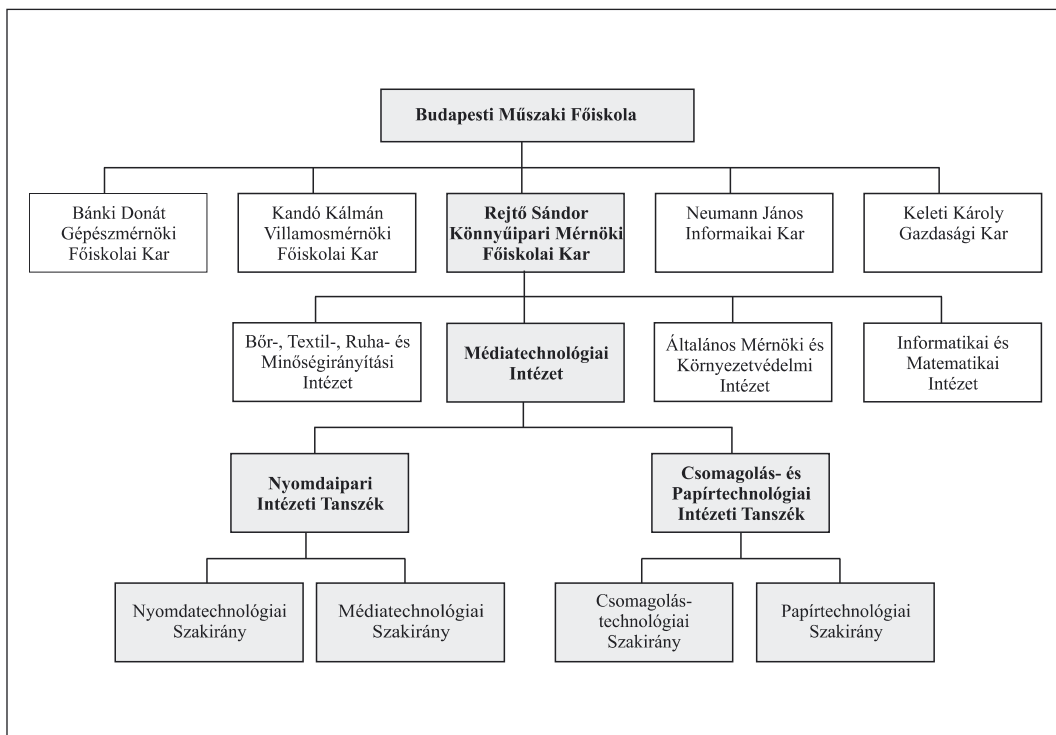 Budapesti Műszaki Főiskola
Bánki Donát
Gépészmérnöki
Főiskolai Kar
Kandó Kálmán
Villamosmérnöki
Főiskolai Kar
Rejtő Sándor
Könnyűipari Mérnöki
Főiskolai Kar
Neumann János
Informaikai Kar
Keleti Károly
Gazdasági Kar
Bőr-, Textil-, Ruha- és
Minőségirányítási
Intézet
Médiatechnológiai
Intézet
Általános Mérnöki és
Környezetvédelmi
Intézet
Informatikai és
Matematikai
Intézet
Nyomdaipari
Intézeti Tanszék
Csomagolás- és
Papírtechnológiai
Intézeti Tanszék
Nyomdatechnológiai
Szakirány
Médiatechnológiai
Szakirány
Csomagolás-
technológiai
Szakirány
Papírtechnológiai
Szakirány